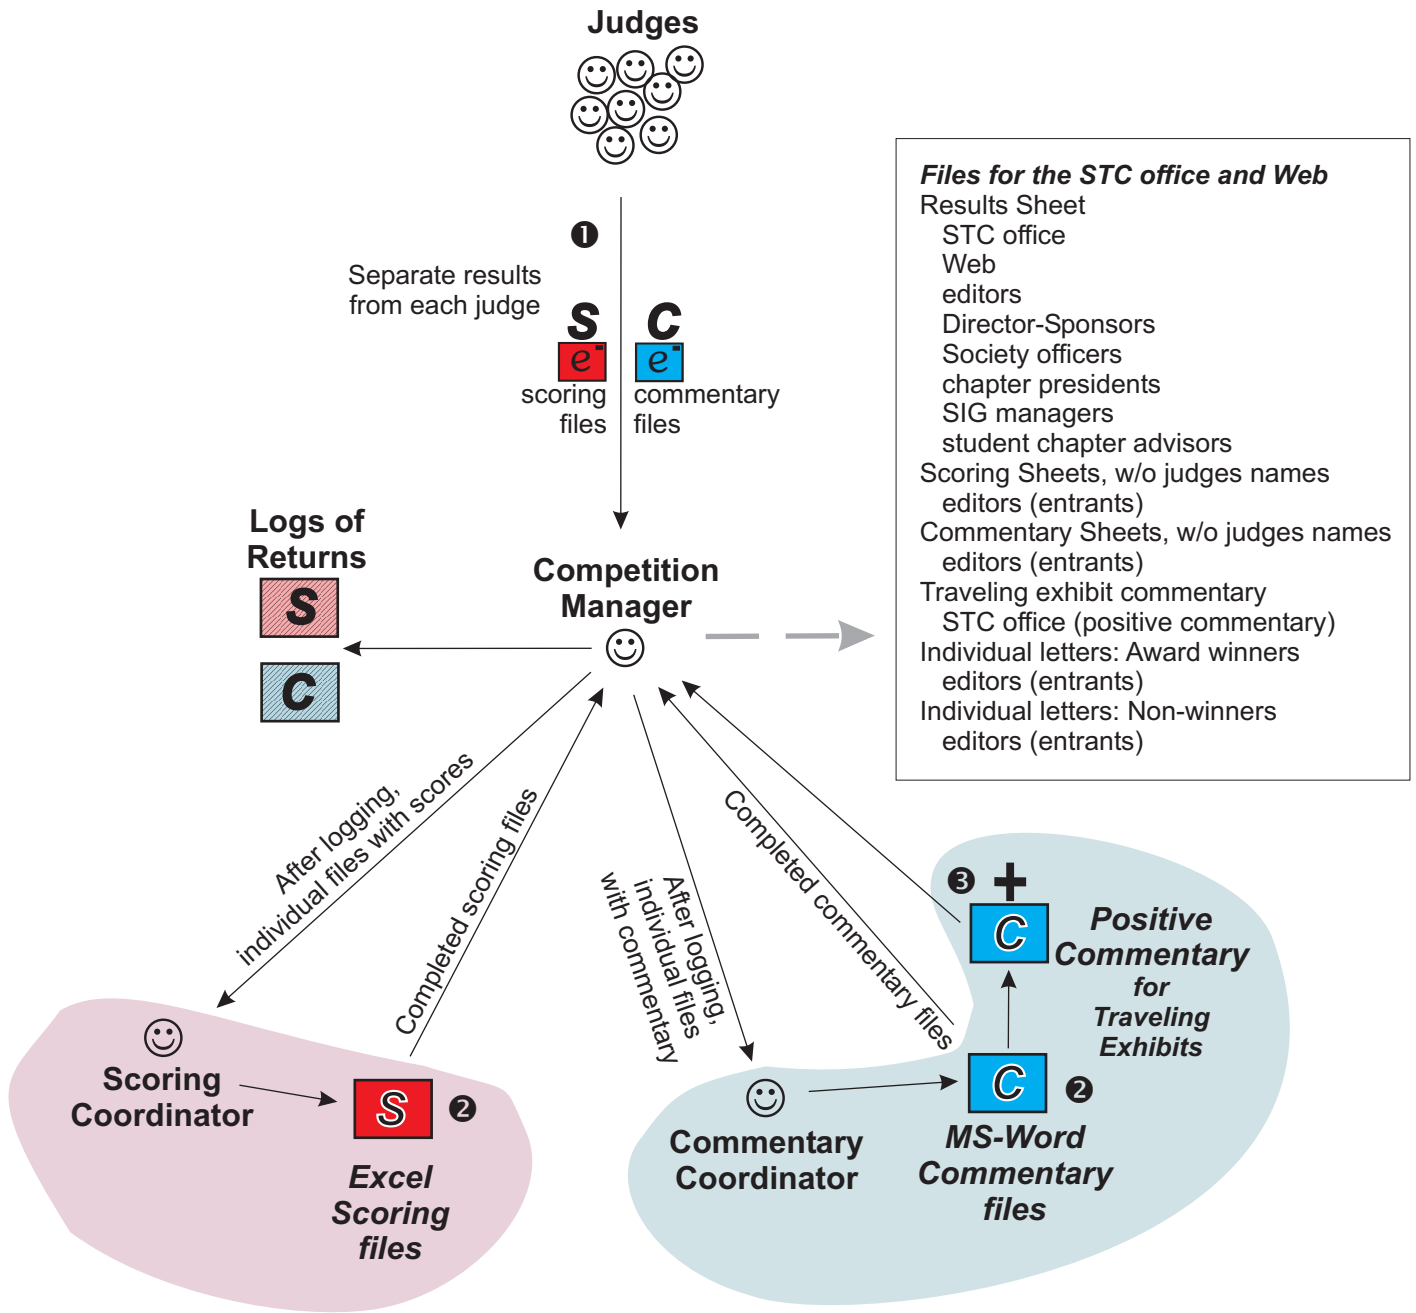 Judges
❶
Separate results
from each judge
S C
e- e-
scoring
files
commentary
files
Files for the STC office and Web
Results Sheet
STC office
Web
editors
Director-Sponsors
Society officers
chapter presidents
SIG managers
student chapter advisors
Scoring Sheets, w/o judges names
editors (entrants)
Commentary Sheets, w/o judges names
editors (entrants)
Traveling exhibit commentary
STC office (positive commentary)
Individual letters: Award winners
editors (entrants)
Individual letters: Non-winners
editors (entrants)
Logs of
Returns
S
C
Competition
Manager
After logging,
individual files with scores
Completed scoring files
After logging,
individual files
with commentary
Completed commentary files
❸ +
C
Positive
Commentary
for
Traveling
Exhibits
Scoring
Coordinator
S ❷
Excel
Scoring
files
Commentary
Coordinator
C ❷
MS-Word
Commentary
files